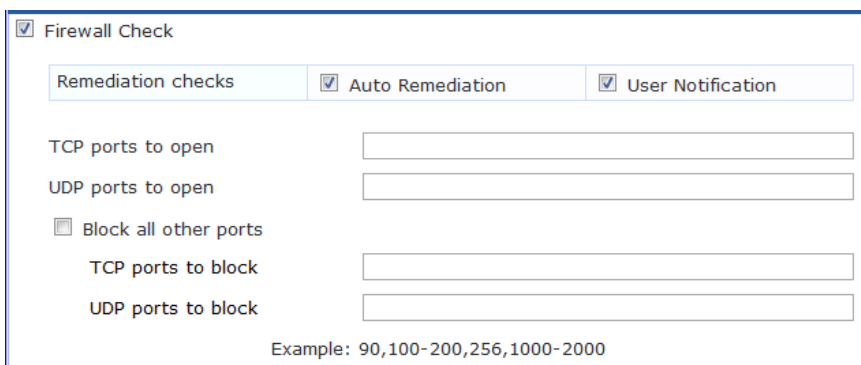 Firewall Check
Remediation checks Auto Remediation User Notification
TCP ports to open
UDP ports to open
Block all other ports
TCP ports to block
UDP ports to block
Example: 90,100-200,256,1000-2000